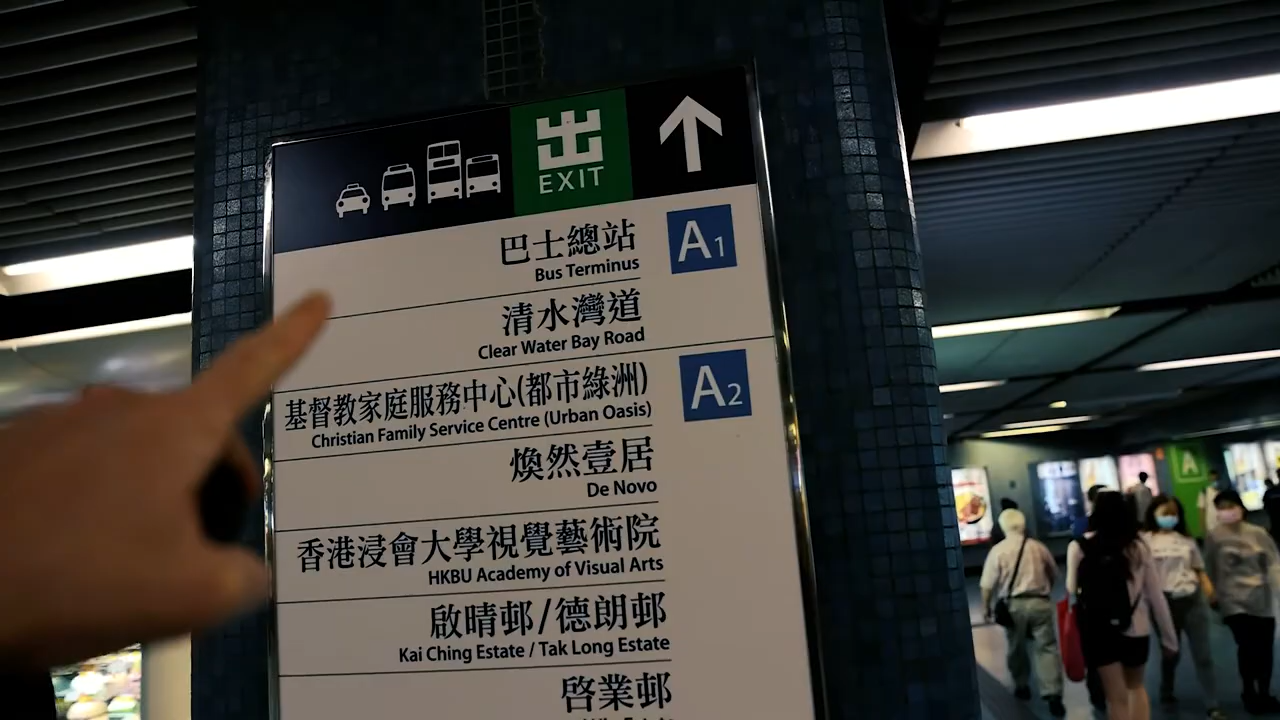 出
EXIT
巴士總站
Bus Terminus
A1
清水灣道
Clear Water Bay Road
基督教家庭服務中心(都市綠洲)
Christian Family Service Centre (Urban Oasis)
A2
煥然壹居
De Novo
香港浸會大學視覺藝術院
HKBU Academy of Visual Arts
啟晴邨/德朗邨
Kai Ching Estate / Tak Long Estate
啓業邨
A